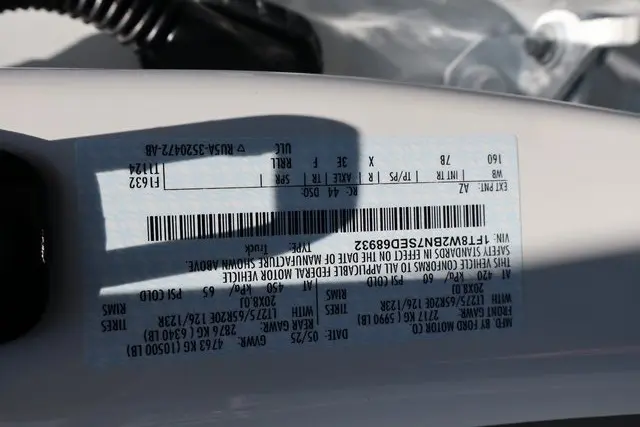 MFD BY FORD MOTOR CO.
DATE: 05/25 GVWR: 4763 KG (10500 LB)
FRONT GAWR: 2717 KG (5990 LB) REAR GAWR: 2876 KG (6340 LB)
WITH LT275/65R20E 126/123R TIRES WITH LT275/65R20E 126/123R TIRES
20X8.0J RIMS 20X8.0J RIMS
AT 420 kPa/ 60 PSI COLD AT 450 kPa/ 65 PSI COLD
THIS VEHICLE CONFORMS TO ALL APPLICABLE FEDERAL MOTOR VEHICLE
SAFETY STANDARDS IN EFFECT ON THE DATE OF MANUFACTURE SHOWN ABOVE.
VIN: 1FT8W2BN7SED68932 TYPE: Truck
EXT PNT: AZ RC: 44 DSO:
WB INT TR TP/PS R AXLE TR SPR F1632
160 7B X 3E F RRLL T1124
ULC
RU5A-3520472-AB